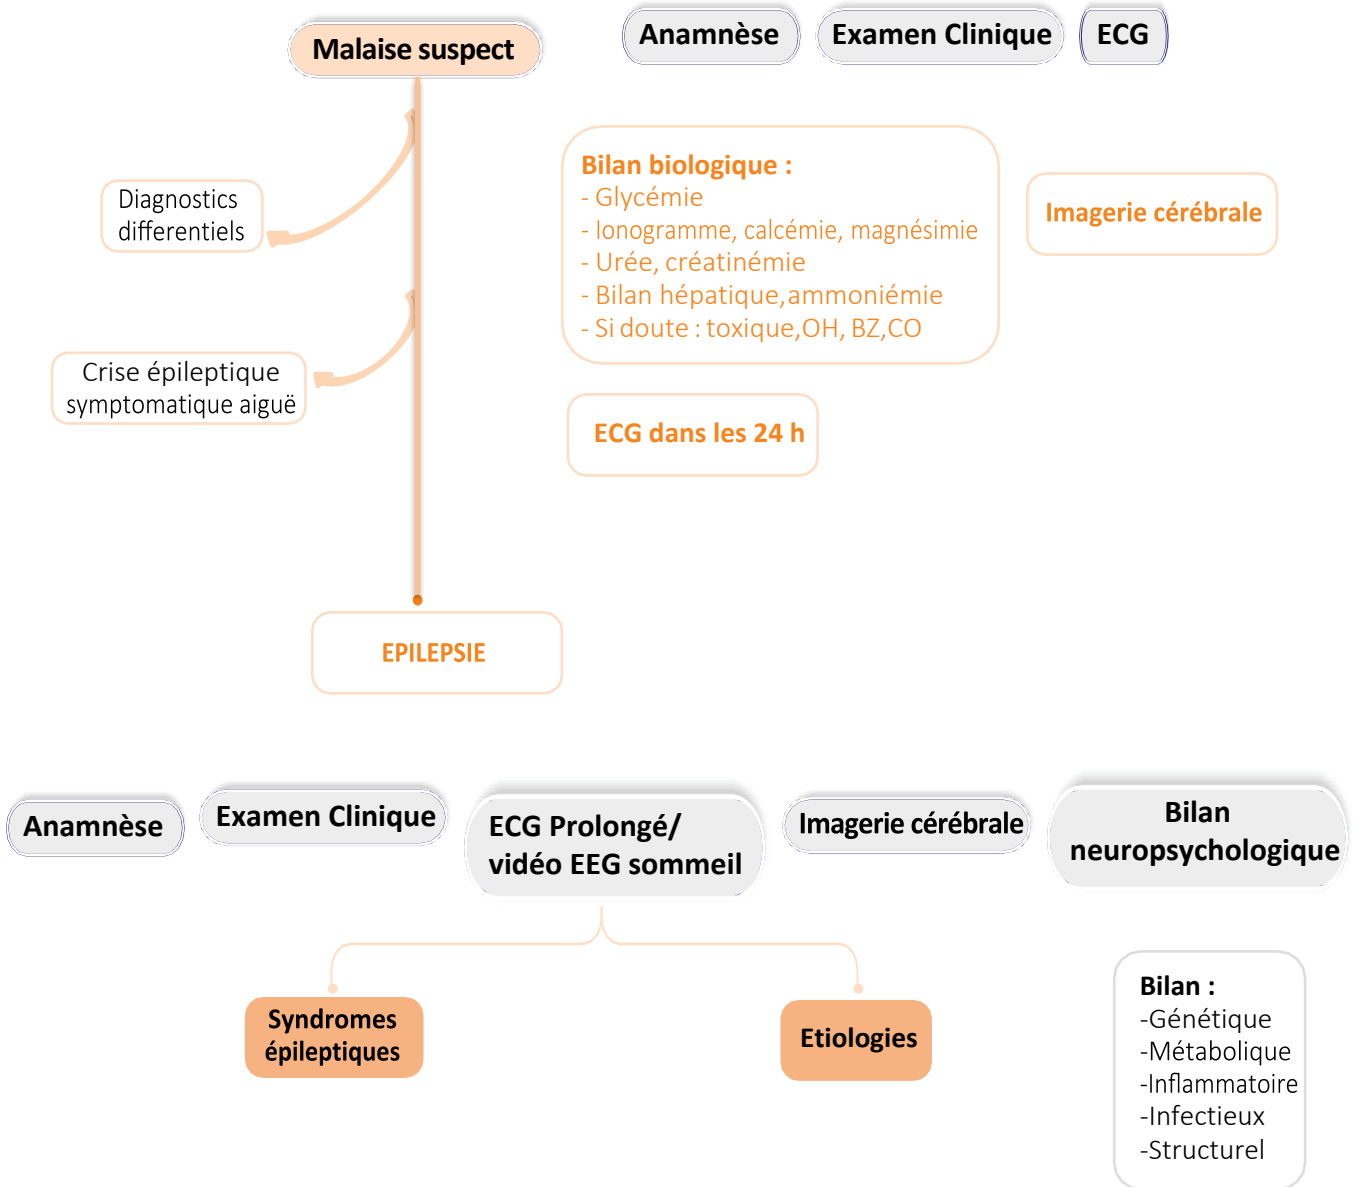 Malaise suspect
Anamnèse
Examen Clinique
ECG
Diagnostics
differentiels
Bilan biologique :
- Glycémie
- Ionogramme, calcémie, magnésimie
- Urée, créatinémie
- Bilan hépatique,ammoniémie
- Si doute : toxique,OH, BZ,CO
Imagerie cérébrale
Crise épileptique
symptomatique aiguë
ECG dans les 24 h
EPILEPSIE
Anamnèse
Examen Clinique
ECG Prolongé/
vidéo EEG sommeil
Imagerie cérébrale
Bilan
neuropsychologique
Syndromes
épileptiques
Etiologies
Bilan :
-Génétique
-Métabolique
-Inflammatoire
-Infectieux
-Structurel